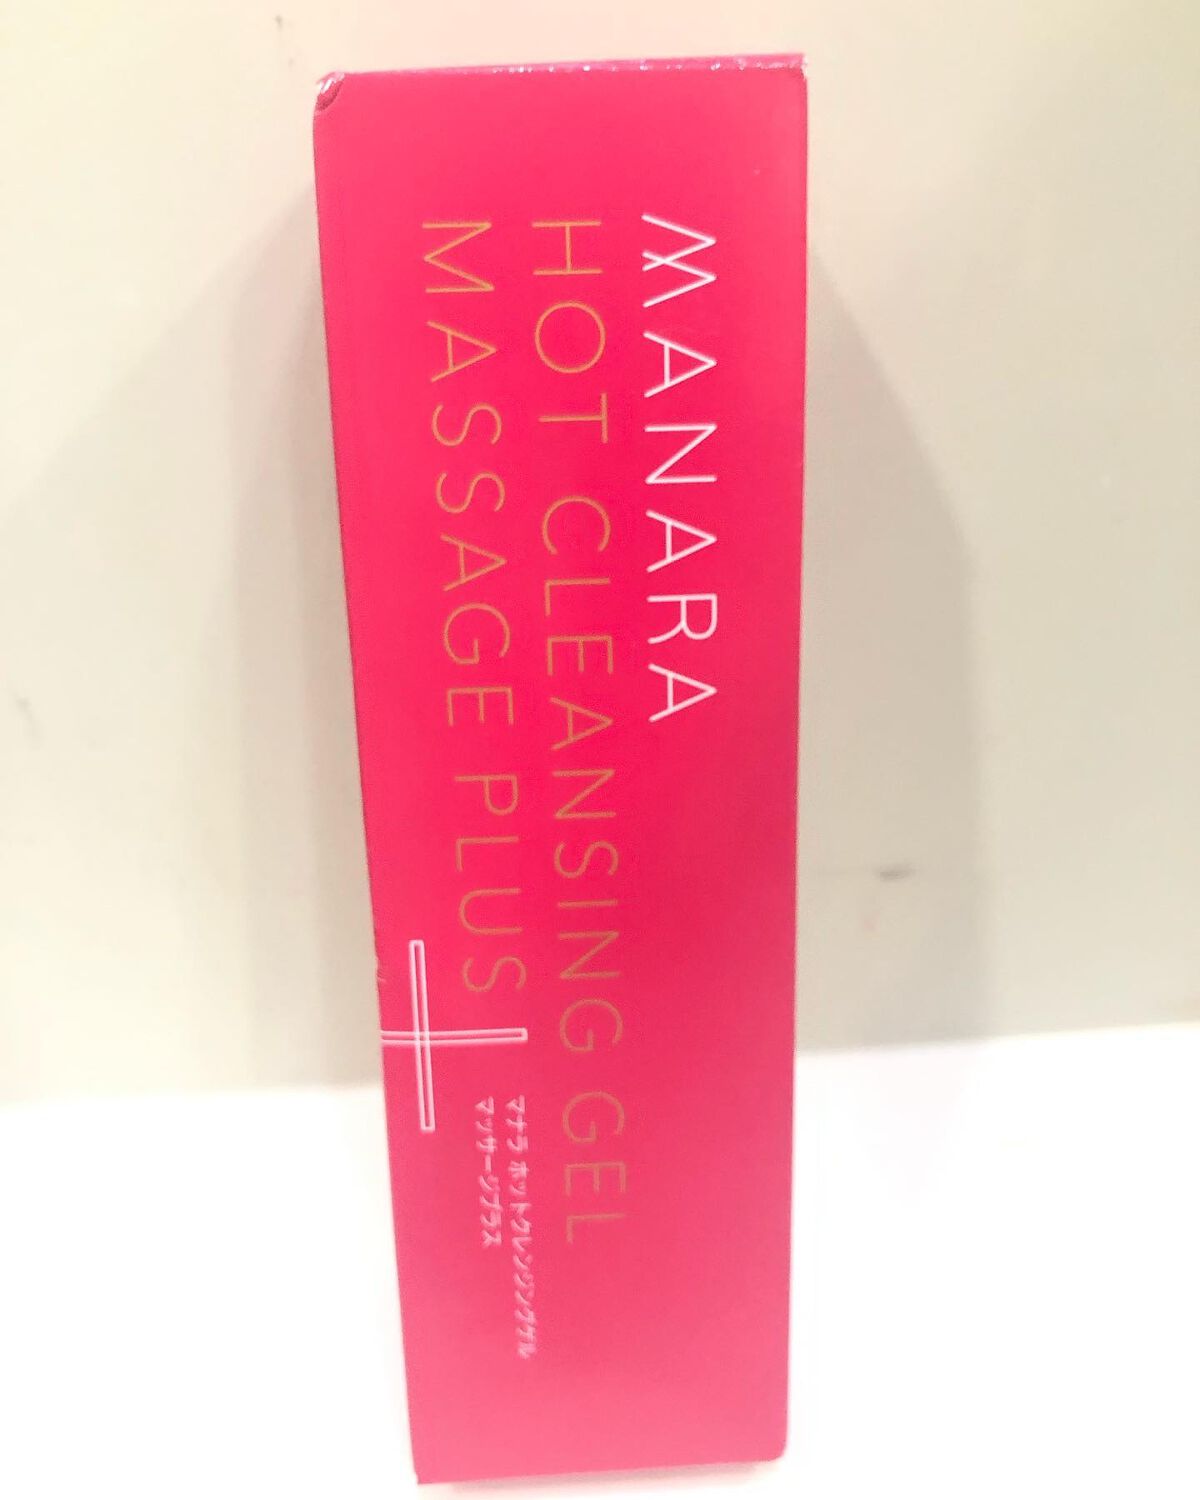 MANARA
HOT CLEANSING GEL
MASSAGE PLUS
マナラ ホットクレンジングゲル
マッサージプラス